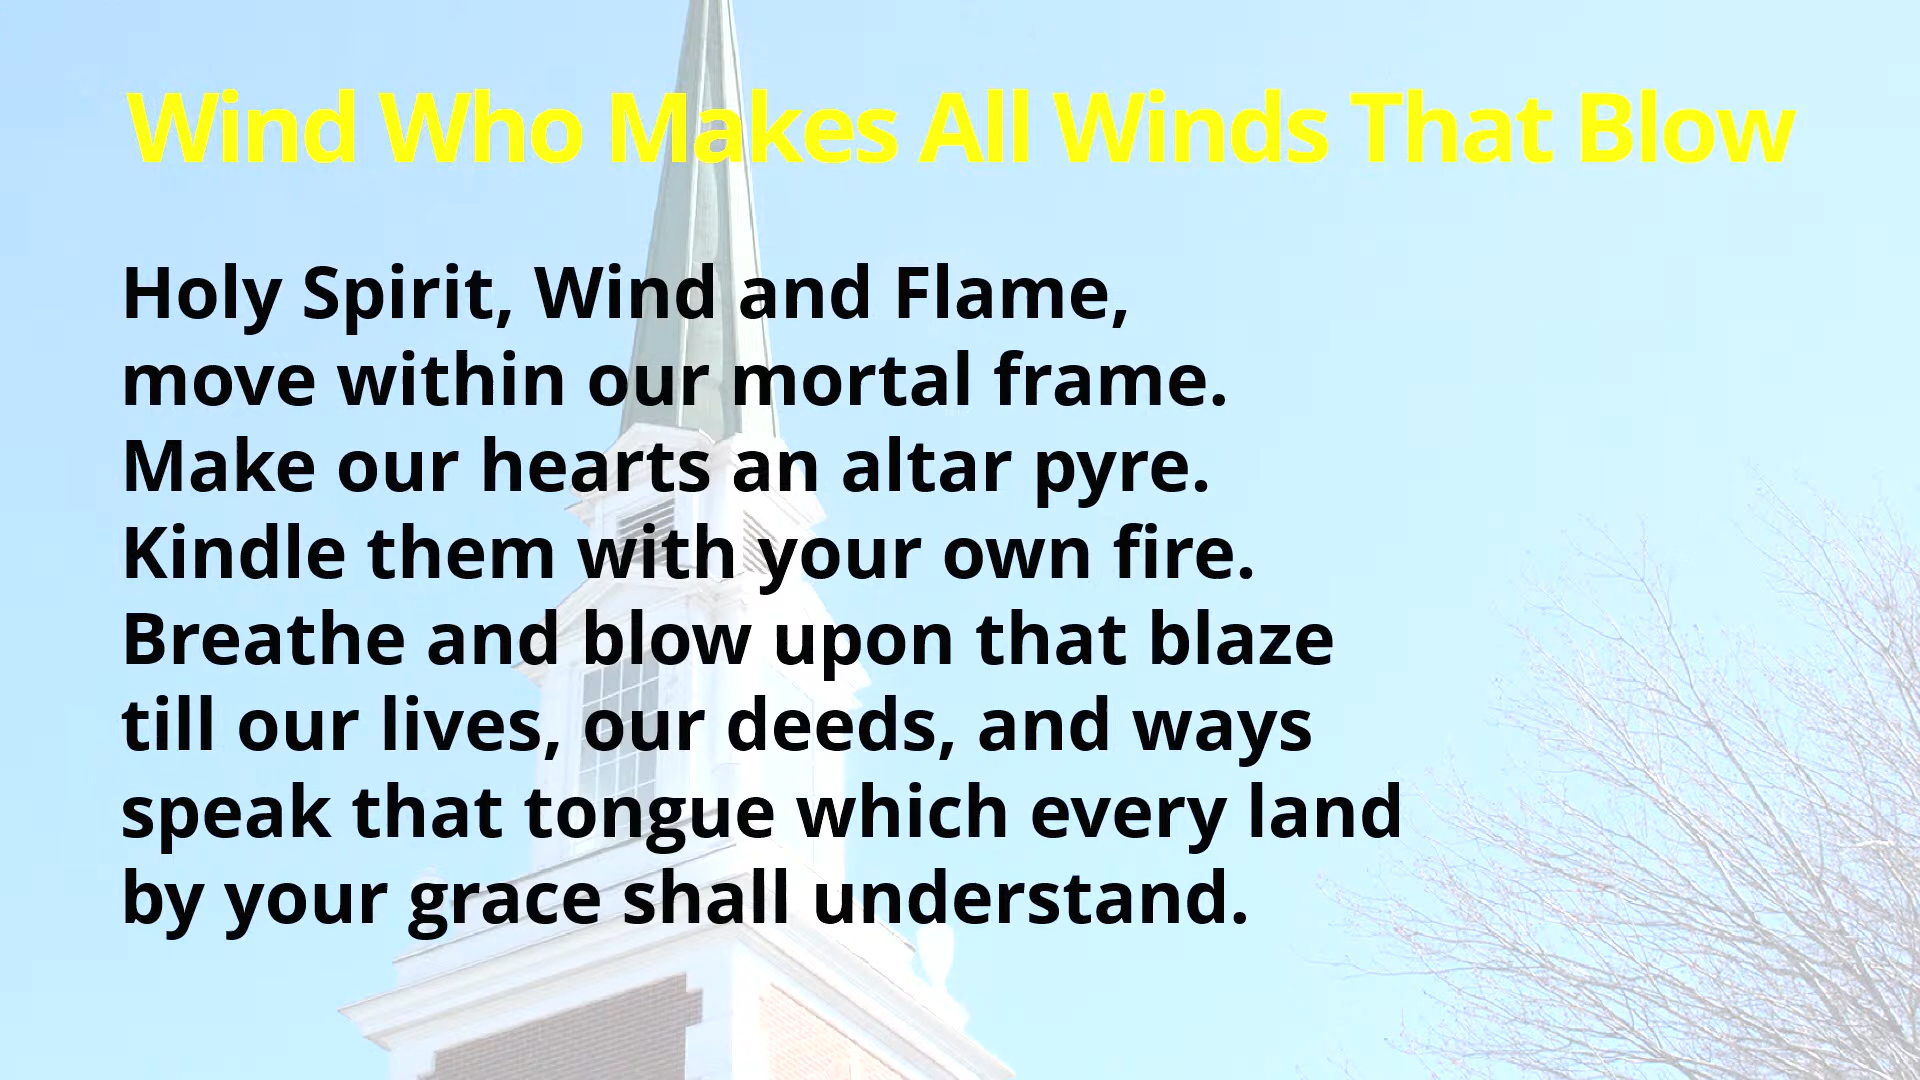 Wind Who Makes All Winds That Blow
Holy Spirit, Wind and Flame,
move within our mortal frame.
Make our hearts an altar pyre.
Kindle them with your own fire.
Breathe and blow upon that blaze
till our lives, our deeds, and ways
speak that tongue which every land
by your grace shall understand.